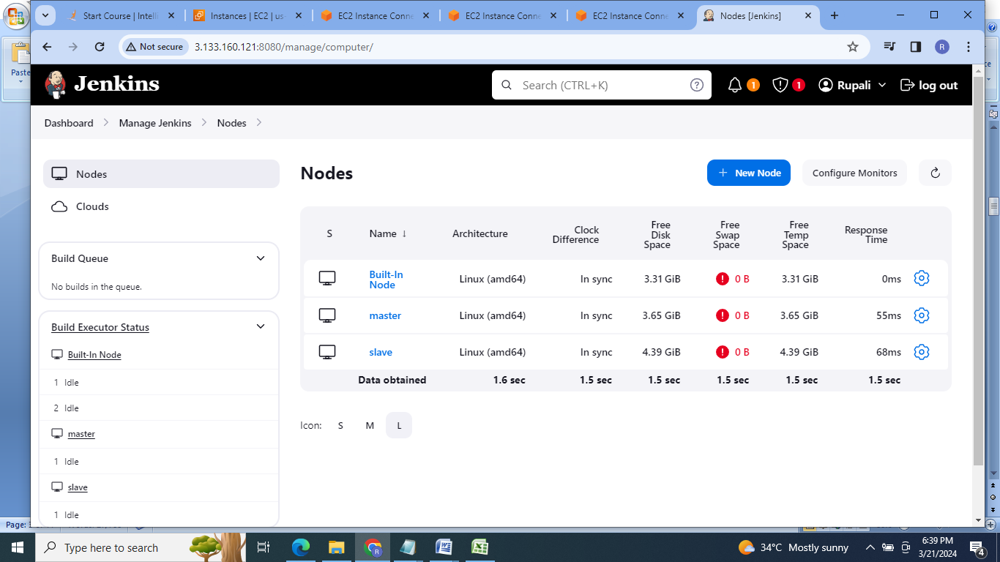 Start Course | Intelli
Instances | EC2 | us-
EC2 Instance Conne
EC2 Instance Conne
EC2 Instance Conne
Nodes [Jenkins]
Not secure
3.133.160.121:8080/manage/computer/
R
Paste
Jenkins
Search (CTRL+K)
1
1
Rupali
log out
Dashboard
Manage Jenkins
Nodes
Nodes
Clouds
Build Queue
No builds in the queue.
Build Executor Status
Built-In Node
1 Idle
2 Idle
master
1 Idle
slave
1 Idle
Nodes
+ New Node
Configure Monitors
S Name ↓ Architecture Clock Difference Free Disk Space Free Swap Space Free Temp Space Response Time
Built-In Node Linux (amd64) In sync 3.31 GiB 0 B 3.31 GiB 0ms
master Linux (amd64) In sync 3.65 GiB 0 B 3.65 GiB 55ms
slave Linux (amd64) In sync 4.39 GiB 0 B 4.39 GiB 68ms
Data obtained 1.6 sec 1.5 sec 1.5 sec 1.5 sec 1.5 sec 1.5 sec
Icon: S M L
Page:
Type here to search
34°C Mostly sunny
6:39 PM
3/21/2024
4